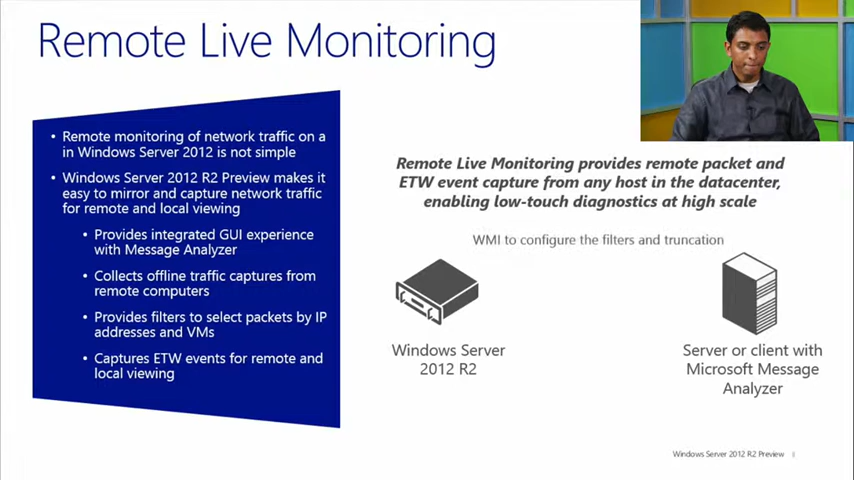 Remote Live Monitoring
• Remote monitoring of network traffic on a
in Windows Server 2012 is not simple
• Windows Server 2012 R2 Preview makes it
easy to mirror and capture network traffic
for remote and local viewing
• Provides integrated GUI experience
with Message Analyzer
• Collects offline traffic captures from
remote computers
• Provides filters to select packets by IP
addresses and VMs
• Captures ETW events for remote and
local viewing
Remote Live Monitoring provides remote packet and
ETW event capture from any host in the datacenter,
enabling low-touch diagnostics at high scale
WMI to configure the filters and truncation
Windows Server
2012 R2
Server or client with
Microsoft Message
Analyzer
Windows Server 2012 R2 Preview